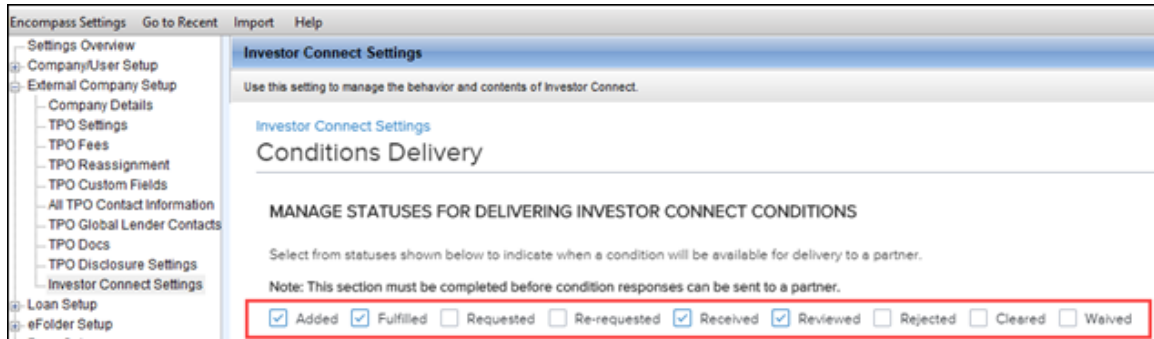 Encompass Settings Go to Recent Import Help
Settings Overview
Company/User Setup
External Company Setup
Company Details
TPO Settings
TPO Fees
TPO Reassignment
TPO Custom Fields
All TPO Contact Information
TPO Global Lender Contacts
TPO Docs
TPO Disclosure Settings
Investor Connect Settings
Loan Setup
eFolder Setup
Investor Connect Settings
Use this setting to manage the behavior and contents of Investor Connect.
Investor Connect Settings
Conditions Delivery
MANAGE STATUSES FOR DELIVERING INVESTOR CONNECT CONDITIONS
Select from statuses shown below to indicate when a condition will be available for delivery to a partner.
Note: This section must be completed before condition responses can be sent to a partner.
Added Fulfilled Requested Re-requested Received Reviewed Rejected Cleared Waived